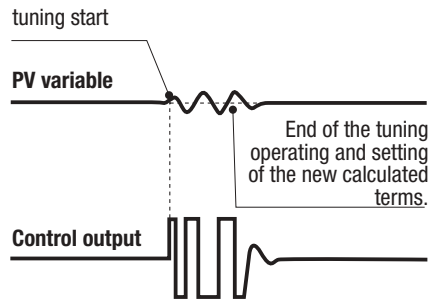 tuning start
PV variable
End of the tuning
operating and setting
of the new calculated
terms.
Control output